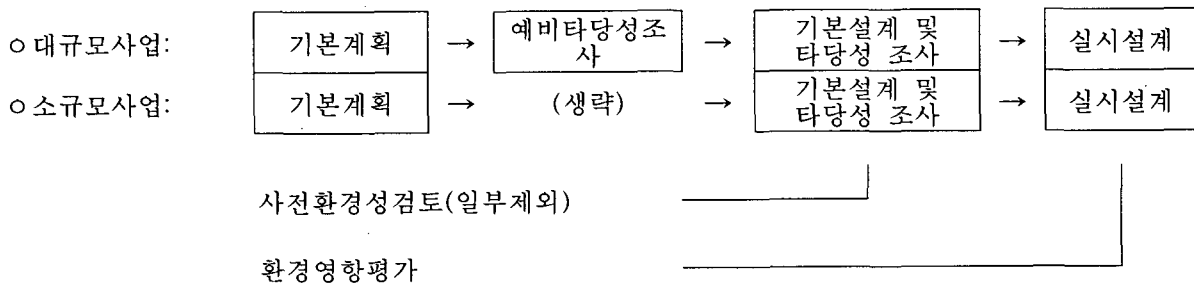 ㅇ대규모사업: 기본계획 → 예비타당성조사 → 기본설계 및 타당성 조사 → 실시설계
ㅇ소규모사업: 기본계획 → (생략) → 기본설계 및 타당성 조사 → 실시설계
사전환경성검토(일부제외)
환경영향평가